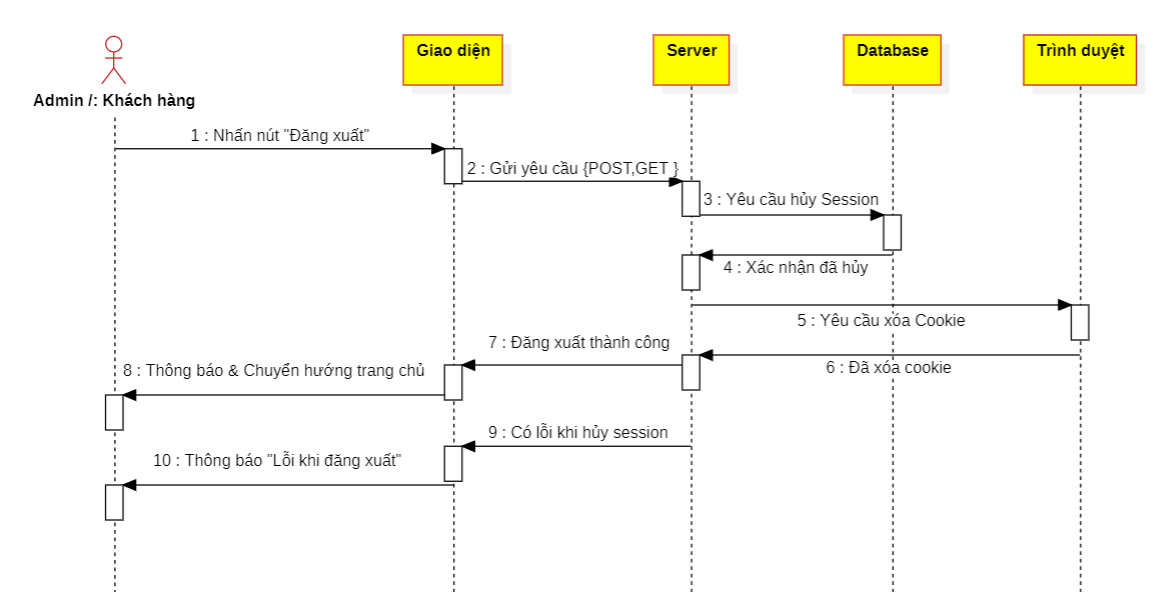 Giao diện
Server
Database
Trình duyệt
Admin /: Khách hàng
1 : Nhấn nút "Đăng xuất"
2 : Gửi yêu cầu {POST,GET }
3 : Yêu cầu hủy Session
4 : Xác nhận đã hủy
5 : Yêu cầu xóa Cookie
7 : Đăng xuất thành công
6 : Đã xóa cookie
8 : Thông báo & Chuyển hướng trang chủ
9 : Có lỗi khi hủy session
10 : Thông báo "Lỗi khi đăng xuất"